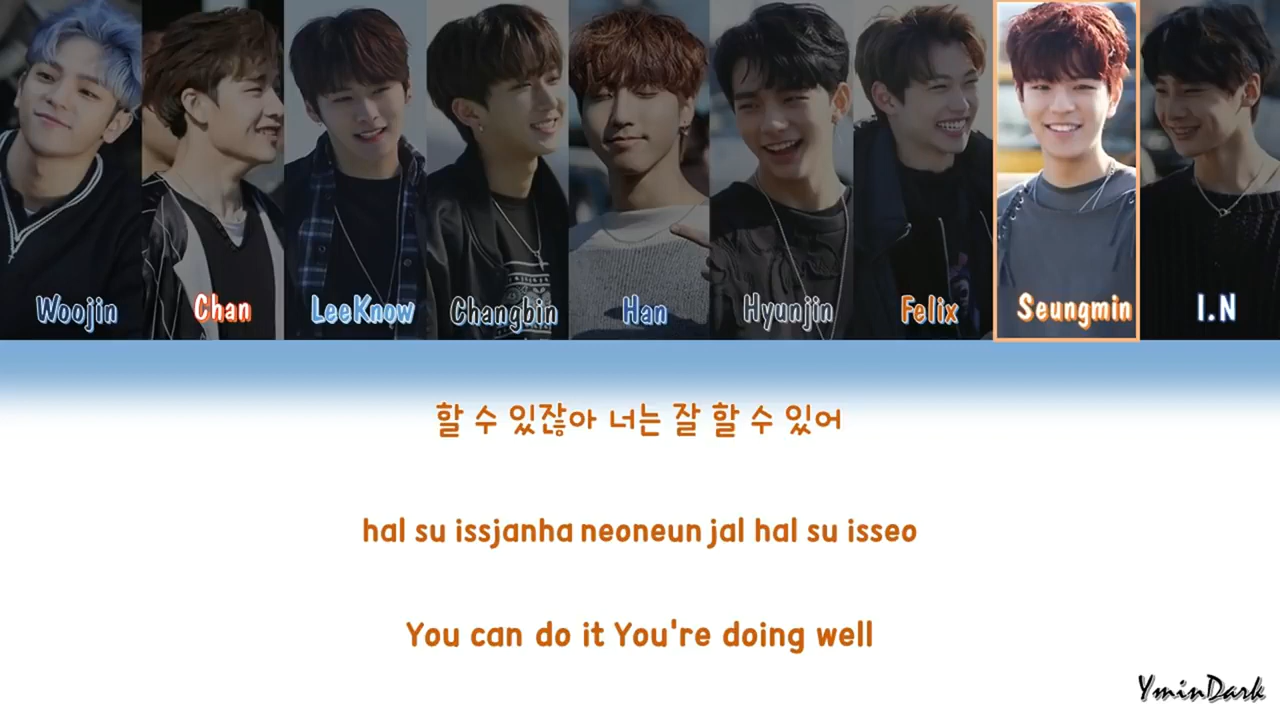 Woojin Chan LeeKnow Changbin Han Hyunjin Felix Seungmin I.N
할 수 있잖아 너는 잘 할 수 있어
hal su issjanha neoneun jal hal su isseo
You can do it You're doing well
YminDark